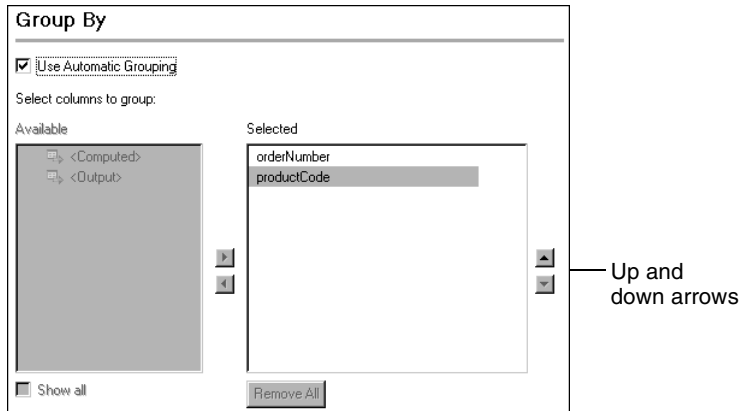 Group By
Use Automatic Grouping
Select columns to group:
Available
Selected
<Computed>
<Output>
orderNumber
productCode
Up and
down arrows
Show all
Remove All